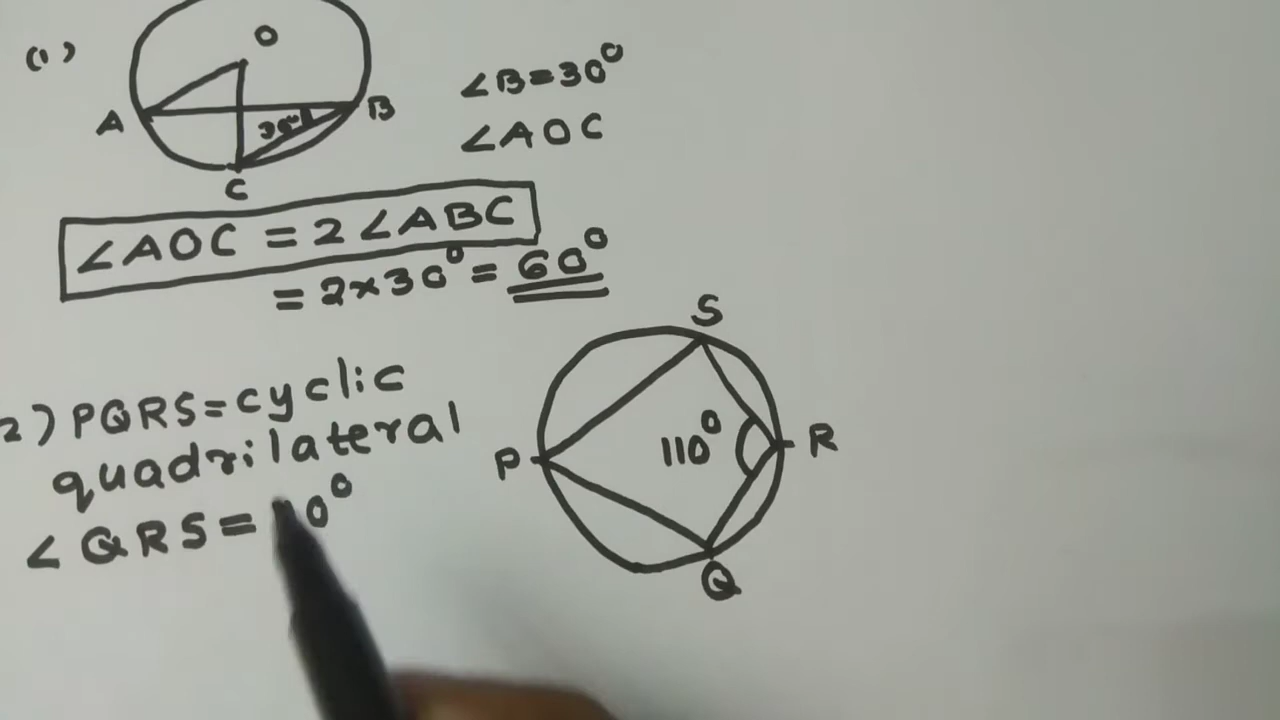 (1)
O
A
B
C
30°
∠B=30°
∠AOC
∠AOC = 2∠ABC
= 2×30° = 60°
2) PQRS=cyclic
quadrilateral
∠QRS=
S
P
110°
R
Q